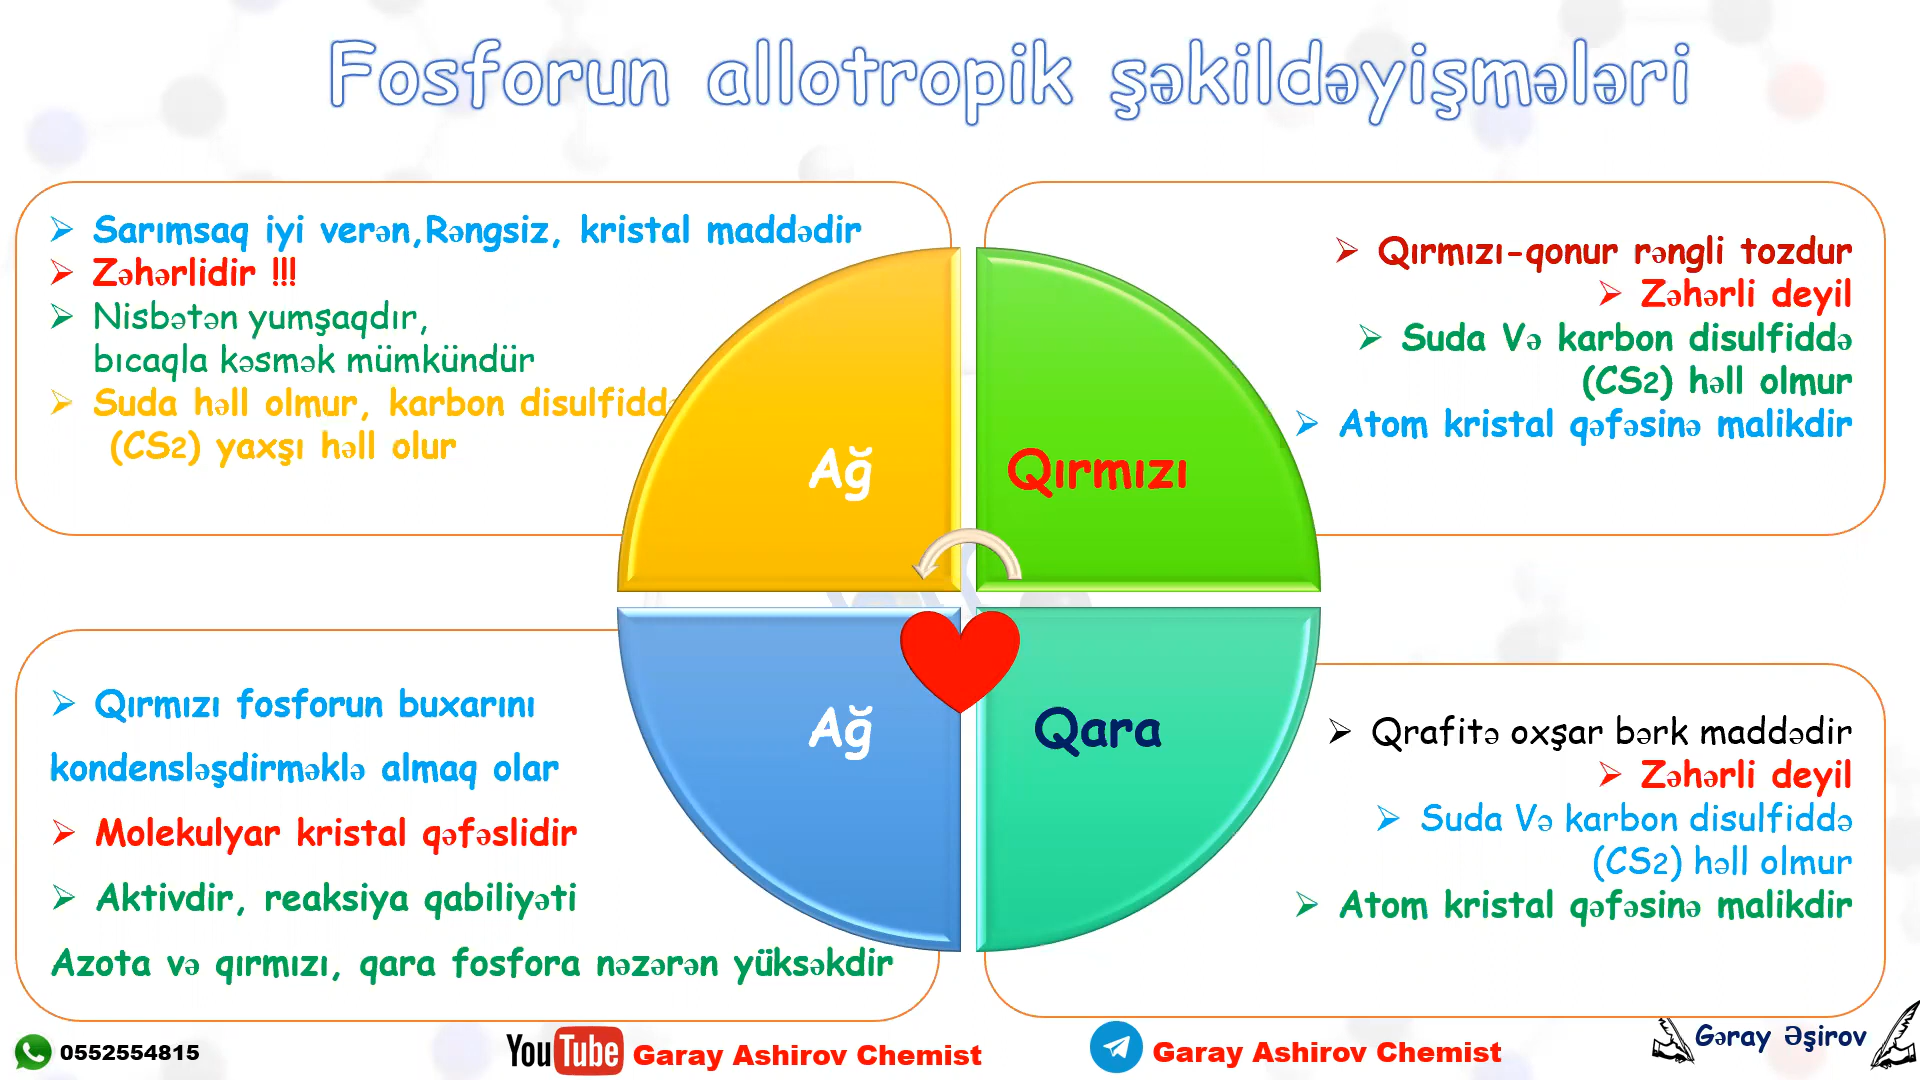 Fosforun allotropik şəkildəyişmələri
Sarımsaq iyi verən,Rəngsiz, kristal maddədir
Zəhərlidir !!!
Nisbətən yumşaqdır,
bıcaqla kəsmək mümkündür
Suda həll olmur, karbon disulfiddə
(CS2) yaxşı həll olur
Qırmızı-qonur rəngli tozdur
Zəhərli deyil
Suda Və karbon disulfiddə
(CS2) həll olmur
Atom kristal qəfəsinə malikdir
Ağ
Qırmızı
Ağ
Qara
Qırmızı fosforun buxarını
kondensləşdirməklə almaq olar
Molekulyar kristal qəfəslidir
Aktivdir, reaksiya qabiliyəti
Azota və qırmızı, qara fosfora nəzərən yüksəkdir
Qrafitə oxşar bərk maddədir
Zəhərli deyil
Suda Və karbon disulfiddə
(CS2) həll olmur
Atom kristal qəfəsinə malikdir
0552554815
YouTube Garay Ashirov Chemist
Garay Ashirov Chemist
Gəray Əşirov